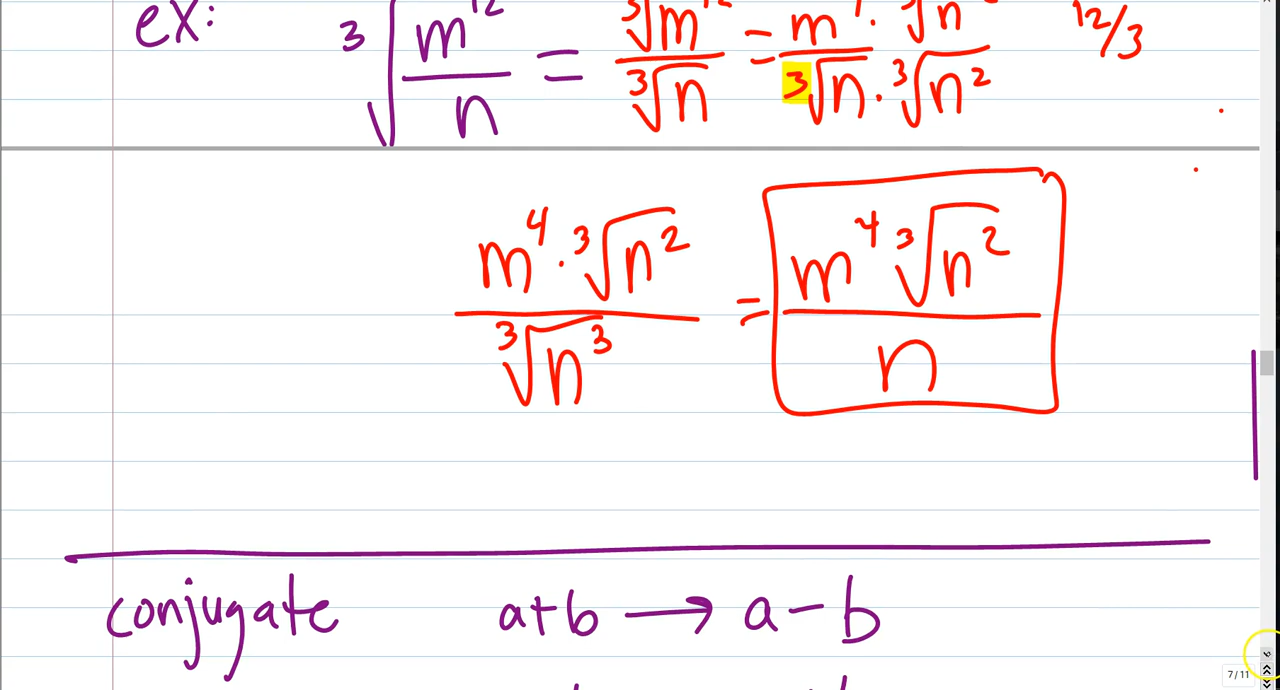 ex: ∛(m¹²/n) = ∛m¹²/∛n = m⁴·∛n²/∛n·∛n² 12/3
m⁴·∛n²/∛n³ = m⁴∛n²/n
conjugate a+b → a−b
7/11